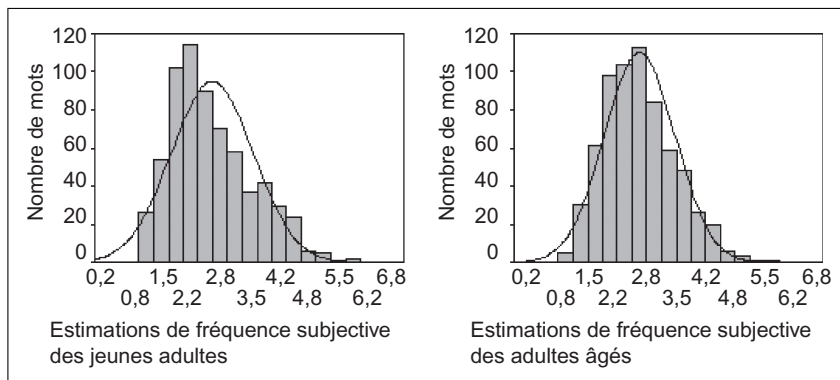 Nombre de mots
120
100
80
60
40
20
0
0,2 1,5 2,8 4,2 5,5 6,8
0,8 2,2 3,5 4,8 6,2
Estimations de fréquence subjective
des jeunes adultes
Nombre de mots
120
100
80
60
40
20
0
0,2 1,5 2,8 4,2 5,5 6,8
0,8 2,2 3,5 4,8 6,2
Estimations de fréquence subjective
des adultes âgés